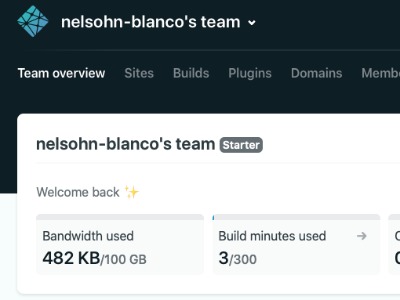 nelsohn-blanco's team
Team overview Sites Builds Plugins Domains Membe
nelsohn-blanco's team Starter
Welcome back ✨
Bandwidth used Build minutes used →
482 KB/100 GB 3/300